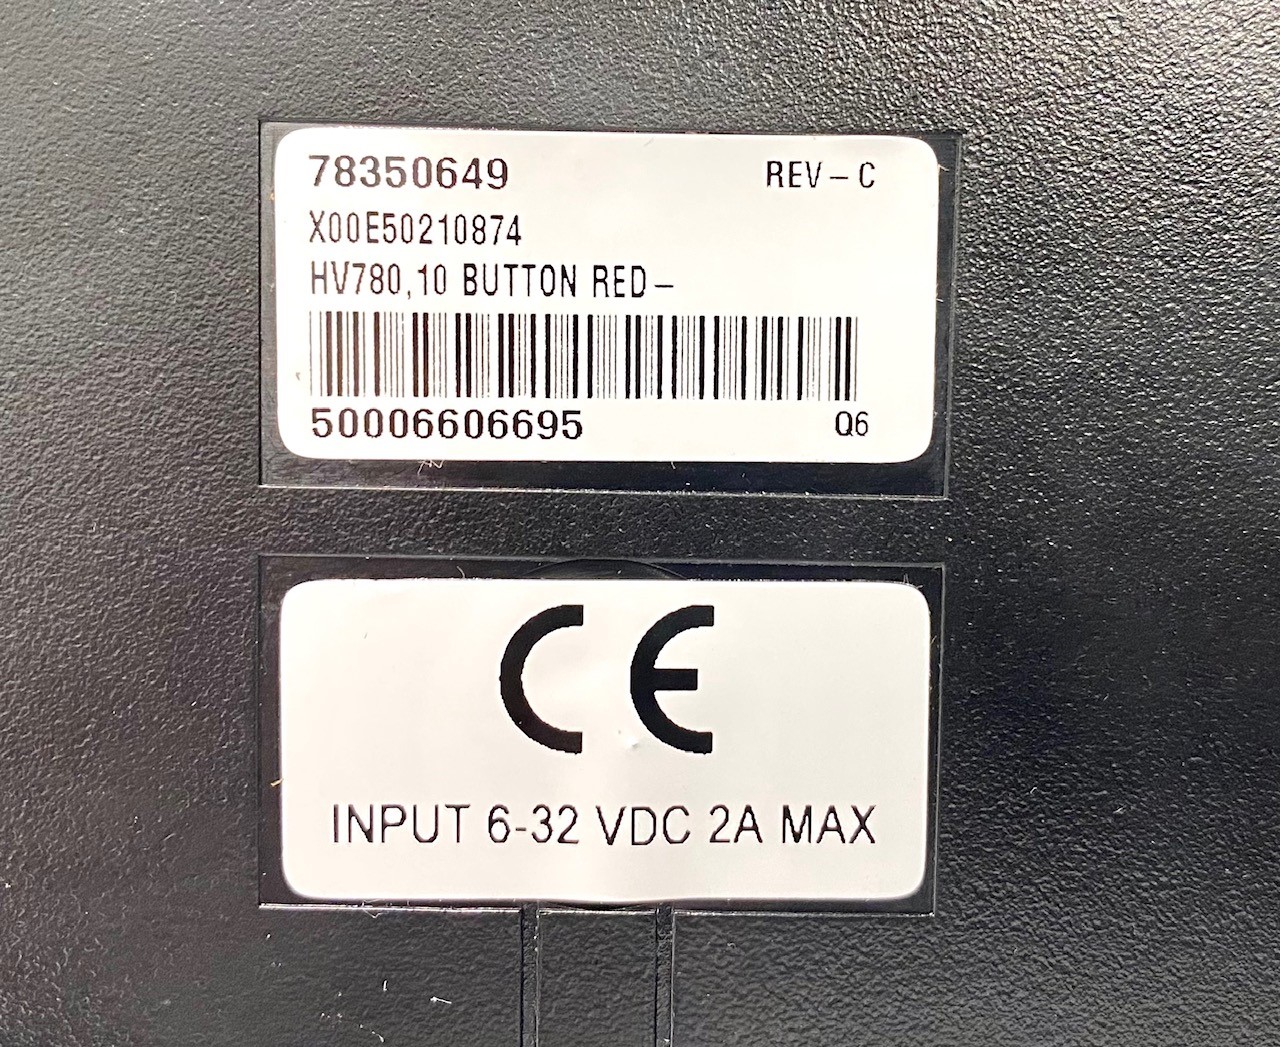 78350649 REV-C
X00E50210874
HV780,10 BUTTON RED-
50006606695 Q6
CE
INPUT 6-32 VDC 2A MAX